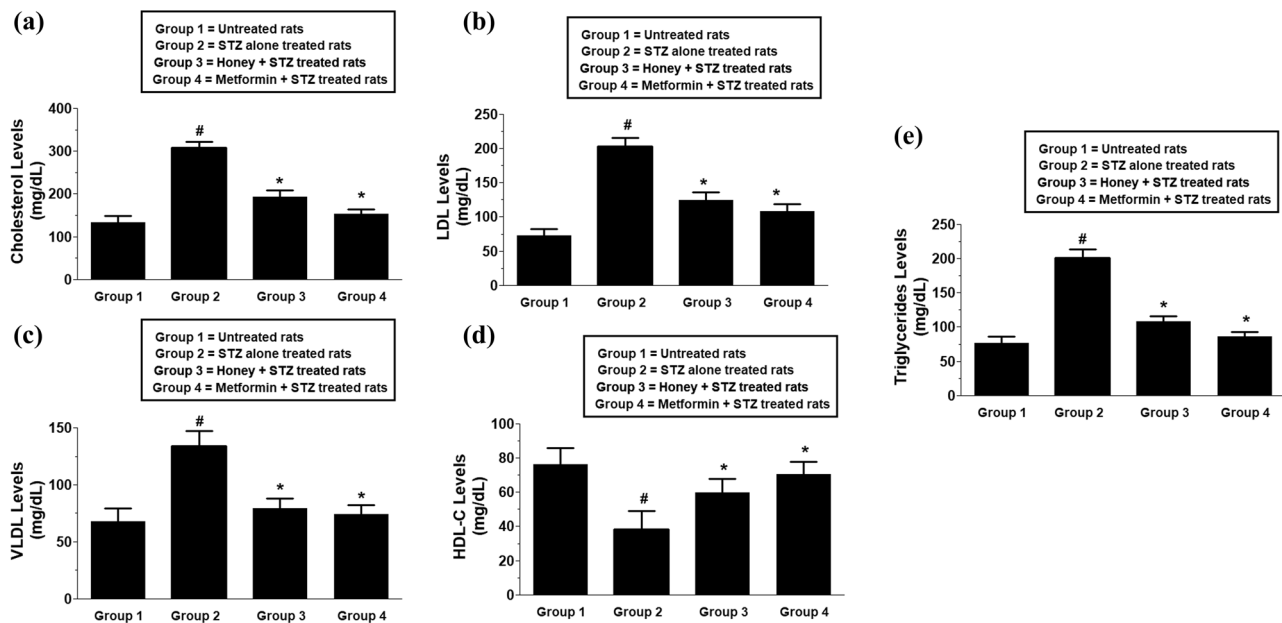 (a)
Group 1 = Untreated rats
Group 2 = STZ alone treated rats
Group 3 = Honey + STZ treated rats
Group 4 = Metformin + STZ treated rats
Cholesterol Levels
(mg/dL)
400
300
200
100
0
#
*
*
Group 1 Group 2 Group 3 Group 4
(b)
Group 1 = Untreated rats
Group 2 = STZ alone treated rats
Group 3 = Honey + STZ treated rats
Group 4 = Metformin + STZ treated rats
LDL Levels
(mg/dL)
250
200
150
100
50
0
#
*
*
Group 1 Group 2 Group 3 Group 4
(c)
Group 1 = Untreated rats
Group 2 = STZ alone treated rats
Group 3 = Honey + STZ treated rats
Group 4 = Metformin + STZ treated rats
VLDL Levels
(mg/dL)
150
100
50
0
#
*
*
Group 1 Group 2 Group 3 Group 4
(d)
Group 1 = Untreated rats
Group 2 = STZ alone treated rats
Group 3 = Honey + STZ treated rats
Group 4 = Metformin + STZ treated rats
HDL-C Levels
(mg/dL)
100
80
60
40
20
0
#
*
*
Group 1 Group 2 Group 3 Group 4
(e)
Group 1 = Untreated rats
Group 2 = STZ alone treated rats
Group 3 = Honey + STZ treated rats
Group 4 = Metformin + STZ treated rats
Triglycerides Levels
(mg/dL)
250
200
150
100
50
0
#
*
*
Group 1 Group 2 Group 3 Group 4